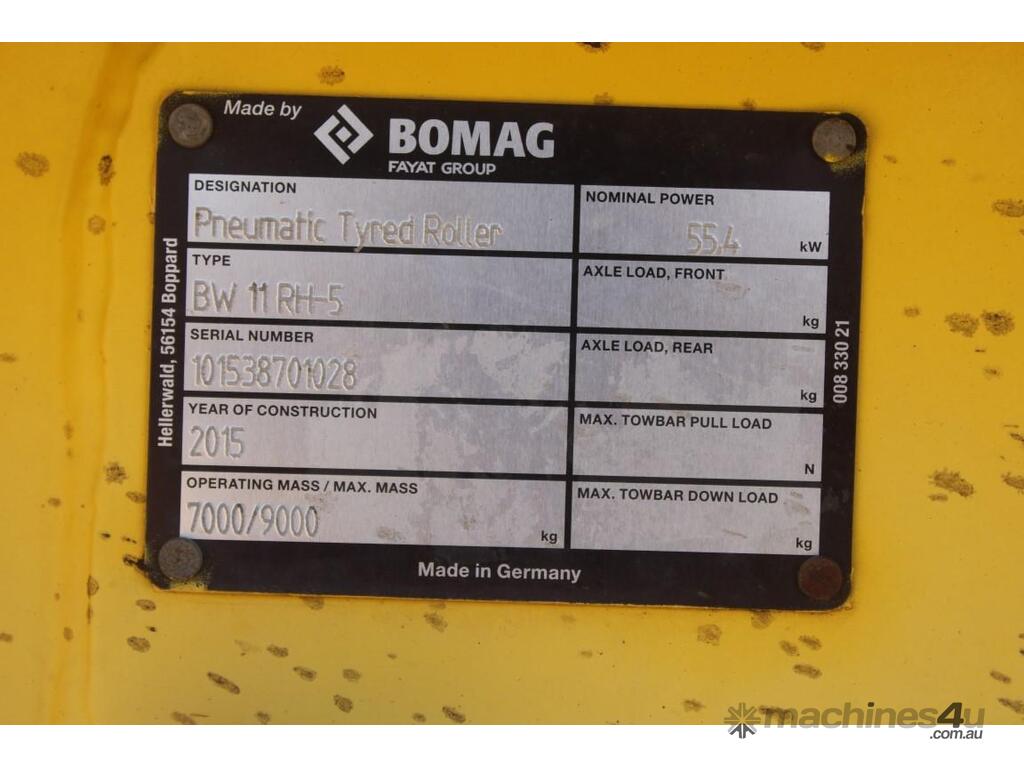 Made by
BOMAG
FAYAT GROUP
DESIGNATION
Pneumatic Tyred Roller
TYPE
BW 11 RH-5
SERIAL NUMBER
101538701028
YEAR OF CONSTRUCTION
2015
OPERATING MASS / MAX. MASS
7000/9000 kg
NOMINAL POWER
55,4 kW
AXLE LOAD, FRONT
kg
AXLE LOAD, REAR
kg
MAX. TOWBAR PULL LOAD
N
MAX. TOWBAR DOWN LOAD
kg
Hellerwald, 56154 Boppard
008 330 21
Made in Germany
machines4u
.com.au